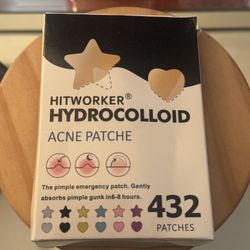 HITWORKER®
HYDROCOLLOID
ACNE PATCHE
The pimple emergency patch. Gently
absorbs pimple gunk in6-8 hours.
432
PATCHES